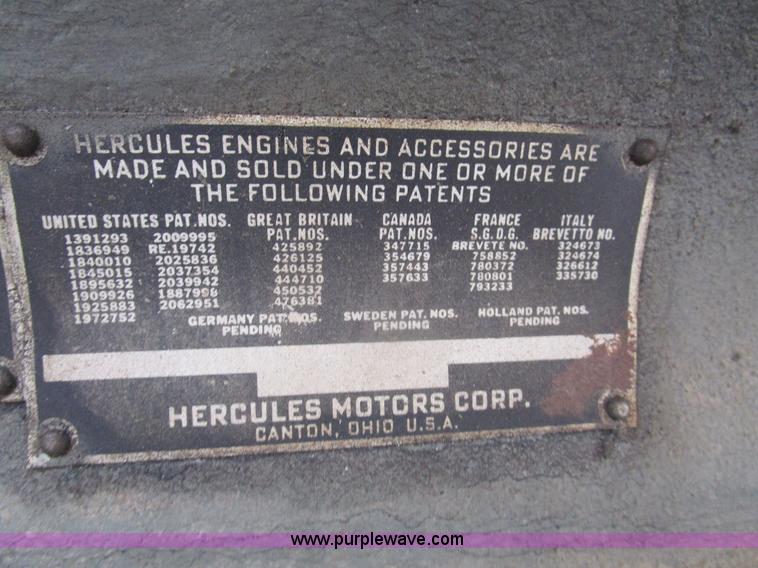 HERCULES ENGINES AND ACCESSORIES ARE
MADE AND SOLD UNDER ONE OR MORE OF
THE FOLLOWING PATENTS
UNITED STATES PAT. NOS.
1391293 2009995
1836949 RE.19742
1840010 2025836
1845015 2037354
1895632 2039942
1909926 1887998
1925883 2062951
1972752
GREAT BRITAIN
PAT. NOS.
425892
426125
440452
444710
450532
476381
CANADA
PAT. NOS.
347715
354679
357443
357633
FRANCE
S.G.D.G.
BREVETE NO.
758852
780372
780801
793233
ITALY
BREVETTO NO.
324673
324674
326612
335730
GERMANY PAT. NOS.
PENDING
SWEDEN PAT. NOS.
PENDING
HOLLAND PAT. NOS.
PENDING
HERCULES MOTORS CORP.
CANTON, OHIO U.S.A.
www.purplewave.com